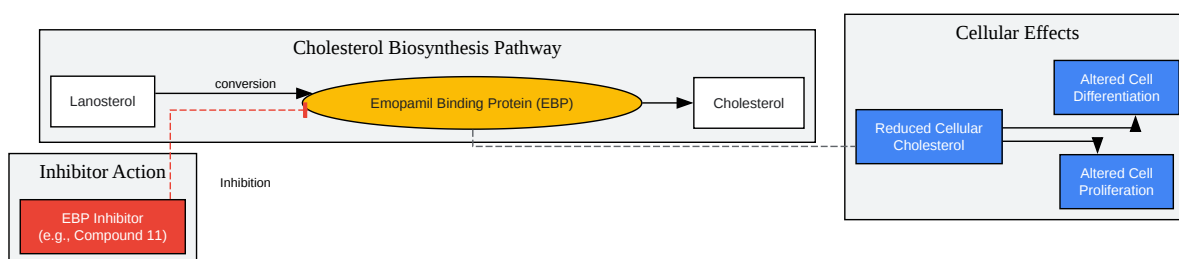 Cholesterol Biosynthesis Pathway
Lanosterol
conversion
Emopamil Binding Protein (EBP)
Cholesterol
Inhibitor Action
EBP Inhibitor
(e.g., Compound 11)
Inhibition
Cellular Effects
Reduced Cellular
Cholesterol
Altered Cell
Differentiation
Altered Cell
Proliferation